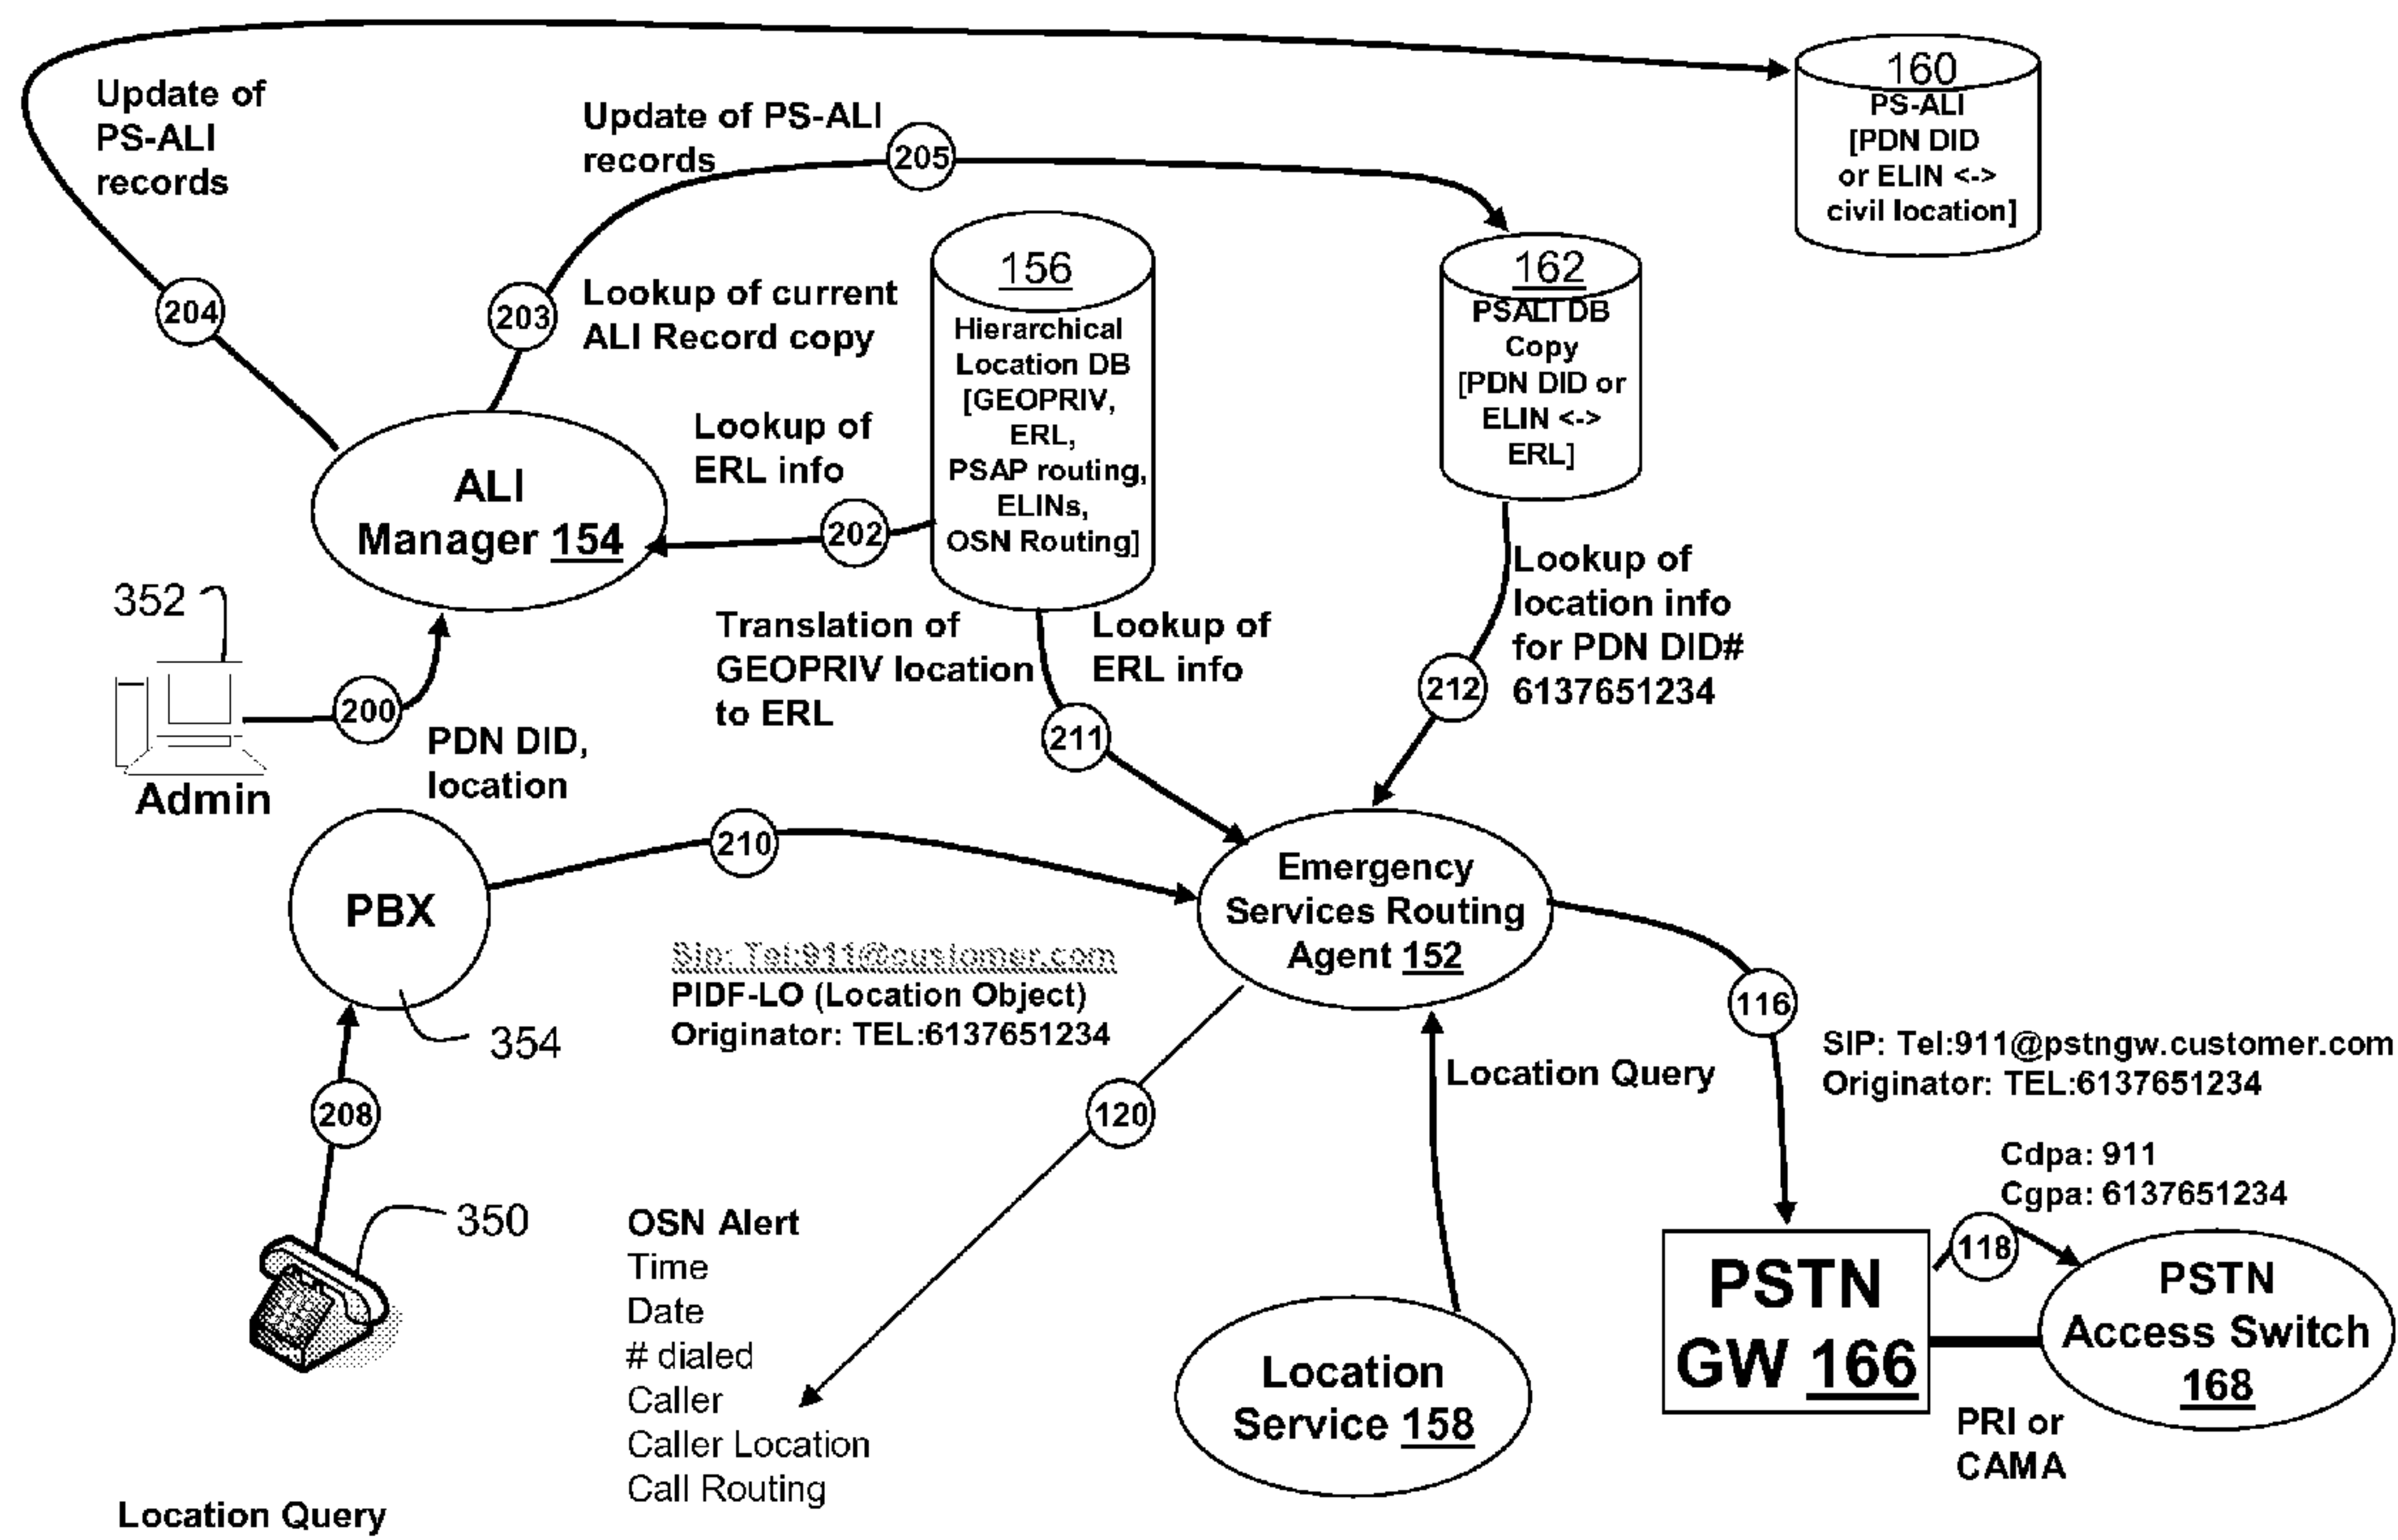 Update of
PS-ALI
records
204
Update of PS-ALI
records
205
203
Lookup of current
ALI Record copy
160
PS-ALI
[PDN DID
or ELIN <->
civil location]
156
Hierarchical
Location DB
[GEOPRIV,
ERL,
PSAP routing,
ELINs,
OSN Routing]
162
PSALI DB
Copy
[PDN DID or
ELIN <->
ERL]
Lookup of
ERL info
202
ALI
Manager 154
352
Admin
200
PDN DID,
location
Translation of
GEOPRIV location
to ERL
Lookup of
ERL info
211
Lookup of
location info
for PDN DID#
6137651234
212
PBX
354
210
Sip: Tel:911@customer.com
PIDF-LO (Location Object)
Originator: TEL:6137651234
Emergency
Services Routing
Agent 152
116
SIP: Tel:911@pstngw.customer.com
Originator: TEL:6137651234
208
350
120
OSN Alert
Time
Date
# dialed
Caller
Caller Location
Call Routing
Location Query
Location
Service 158
Cdpa: 911
Cgpa: 6137651234
118
PSTN
GW 166
PSTN
Access Switch
168
PRI or
CAMA
Location Query